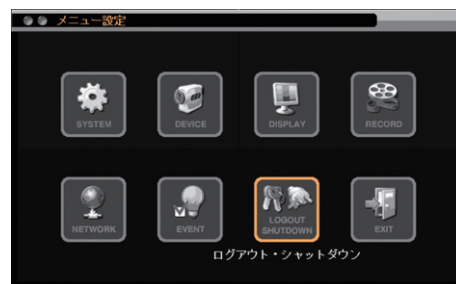 メニュー設定
SYSTEM
DEVICE
DISPLAY
RECORD
NETWORK
EVENT
LOGOUT
SHUTDOWN
EXIT
ログアウト・シャットダウン